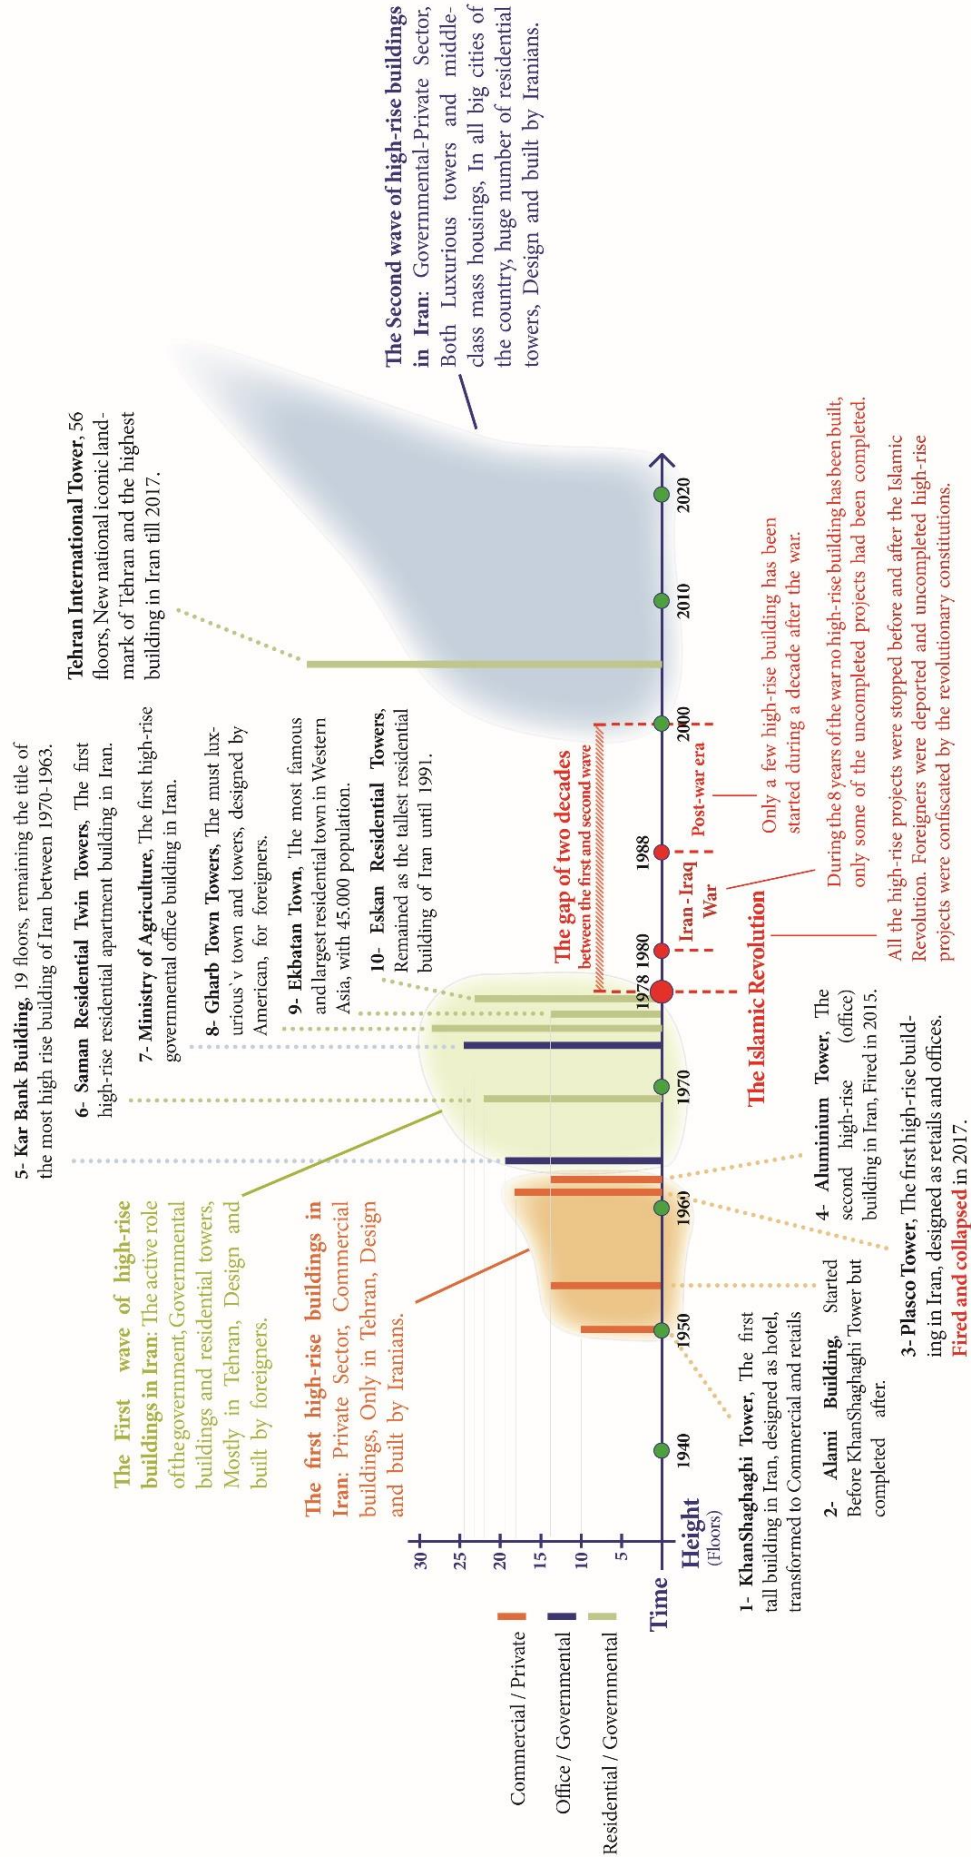 5- Kar Bank Building, 19 floors, remaining the title of
the most high rise building of Iran between 1970-1963.
6- Saman Residential Twin Towers, The first
high-rise residential apartment building in Iran.
7- Ministry of Agriculture, The first high-rise
governmental office building in Iran.
8- Gharb Town Towers, The must lux-
urious`v town and towers, designed by
American, for foreigners.
9- Ekbatan Town, The most famous
and largest residential town in Western
Asia, with 45.000 population.
10- Eskan Residential Towers,
Remained as the tallest residential
building of Iran until 1991.
Tehran International Tower, 56
floors, New national iconic land-
mark of Tehran and the highest
building in Iran till 2017.
The First wave of high-rise
buildings in Iran: The active role
of the government, Governmental
buildings and residential towers,
Mostly in Tehran, Design and
built by foreigners.
The first high-rise buildings in
Iran: Private Sector, Commercial
buildings, Only in Tehran, Design
and built by Iranians.
The Second wave of high-rise buildings
in Iran: Governmental-Private Sector,
Both Luxurious towers and middle-
class mass housings, In all big cities of
the country, huge number of residential
towers, Design and built by Iranians.
Commercial / Private
Office / Governmental
Residential / Governmental
30
25
20
15
10
5
Time
Height
(Floors)
The gap of two decades
between the first and second wave
1940
1950
1960
1970
1978
1980
1988
2000
2010
2020
Iran - Iraq
War
Post-war era
The Islamic Revolution
1- KhanShaghaghi Tower, The first
tall building in Iran, designed as hotel,
transformed to Commercial and retails
2- Alami Building, Started
Before KhanShaghaghi Tower but
completed after.
3- Plasco Tower, The first high-rise build-
ing in Iran, designed as retails and offices.
Fired and collapsed in 2017.
4- Aluminium Tower, The
second high-rise (office)
building in Iran, Fired in 2015.
Only a few high-rise building has been
started during a decade after the war.
During the 8 years of the war no high-rise building has been built,
only some of the uncompleted projects had been completed.
All the high-rise projects were stopped before and after the Islamic
Revolution. Foreigners were deported and uncompleted high-rise
projects were confiscated by the revolutionary constitutions.